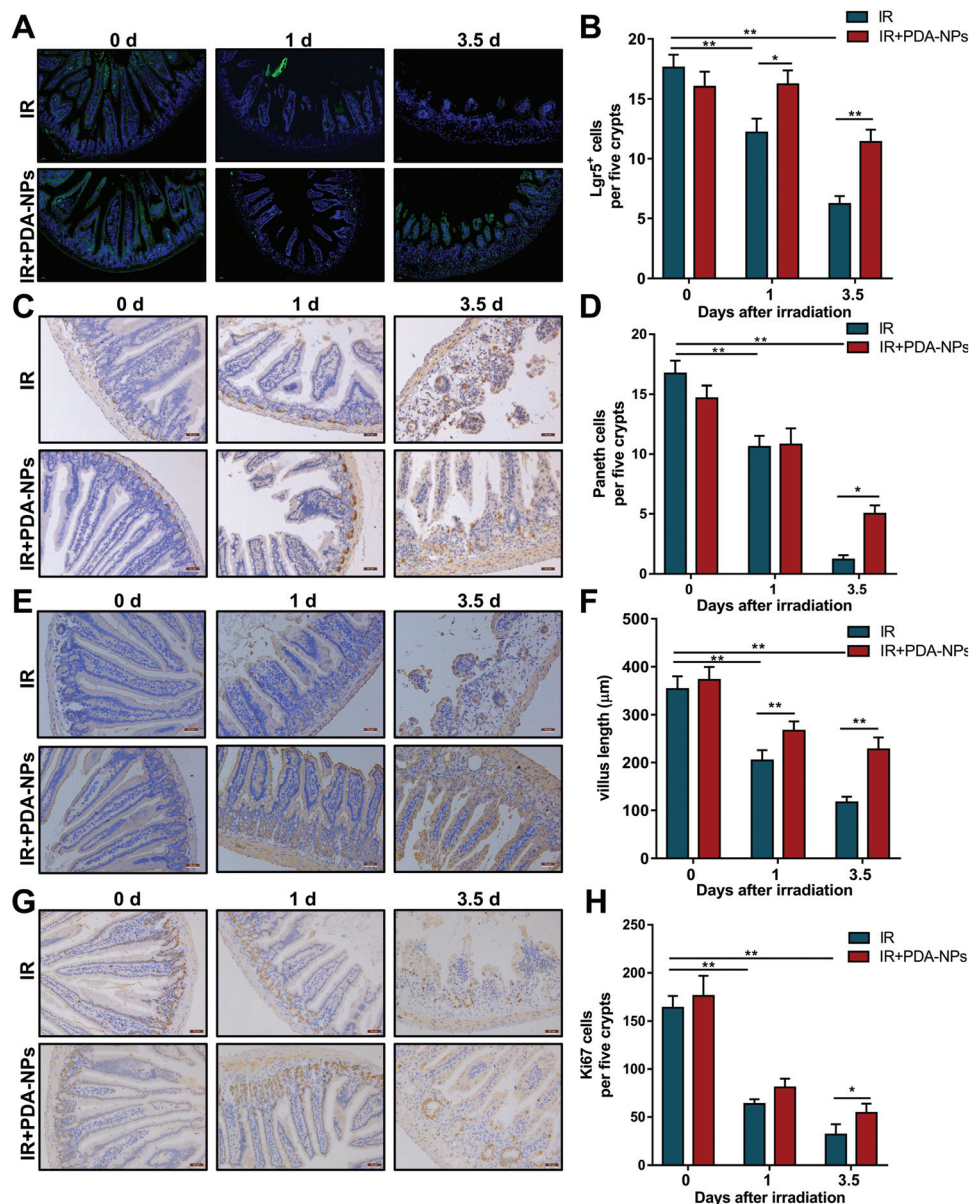 A
0 d
1 d
3.5 d
IR
IR+PDA-NPs
B
IR
IR+PDA-NPs
**
**
*
**
20
15
10
5
0
Lgr5+ cells
per five crypts
0
1
3.5
Days after irradiation
C
0 d
1 d
3.5 d
IR
IR+PDA-NPs
D
IR
IR+PDA-NPs
**
**
*
20
15
10
5
0
Paneth cells
per five crypts
0
1
3.5
Days after irradiation
E
0 d
1 d
3.5 d
IR
IR+PDA-NPs
F
IR
IR+PDA-NPs
**
**
**
**
500
400
300
200
100
0
villus length (μm)
0
1
3.5
Days after irradiation
G
0 d
1 d
3.5 d
IR
IR+PDA-NPs
H
IR
IR+PDA-NPs
**
**
*
250
200
150
100
50
0
Ki67 cells
per five crypts
0
1
3.5
Days after irradiation